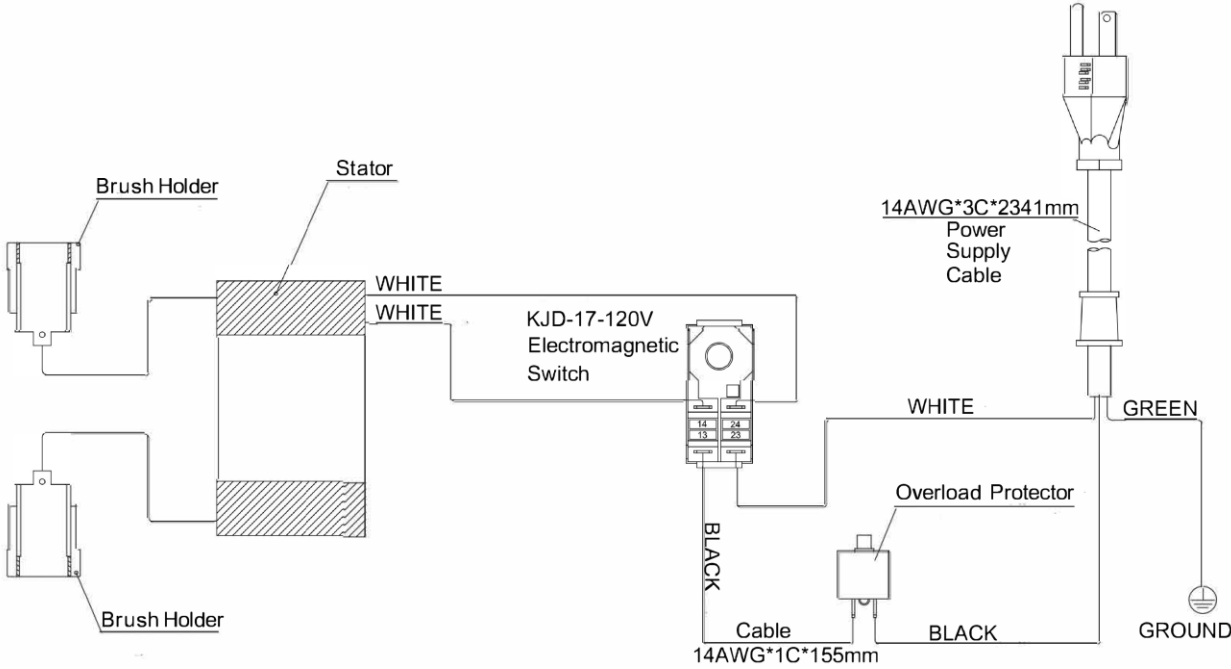 Stator
Brush Holder
14AWG*3C*2341mm
Power
Supply
Cable
WHITE
WHITE
KJD-17-120V
Electromagnetic
Switch
WHITE
GREEN
14 24
13 23
Overload Protector
BLACK
Brush Holder
Cable
14AWG*1C*155mm
BLACK
GROUND